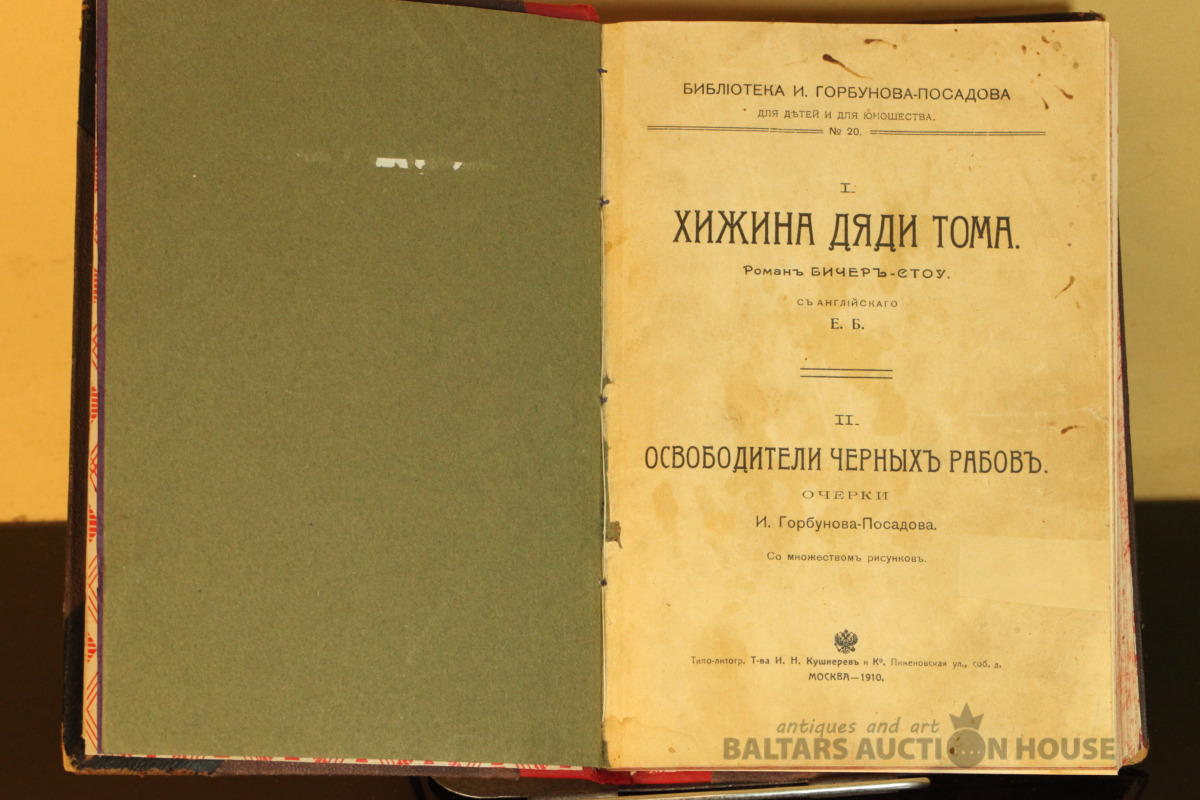 БИБЛІОТЕКА И. ГОРБУНОВА-ПОСАДОВА
ДЛЯ ДѢТЕЙ И ДЛЯ ЮНОШЕСТВА.
№ 20.
I.
ХИЖИНА ДЯДИ ТОМА.
Романъ БИЧЕРЪ-СТОУ.
СЪ АНГЛІЙСКАГО
Е. Б.
II.
ОСВОБОДИТЕЛИ ЧЕРНЫХЪ РАБОВЪ.
ОЧЕРКИ
И. Горбунова-Посадова.
Со множествомъ рисунковъ.
Типо-литогр. Т-ва И. Н. Кушнеревъ и Кº. Пименовская ул., соб. д.
МОСКВА—1910.
antiques and art
BALTARS AUCTION HOUSE